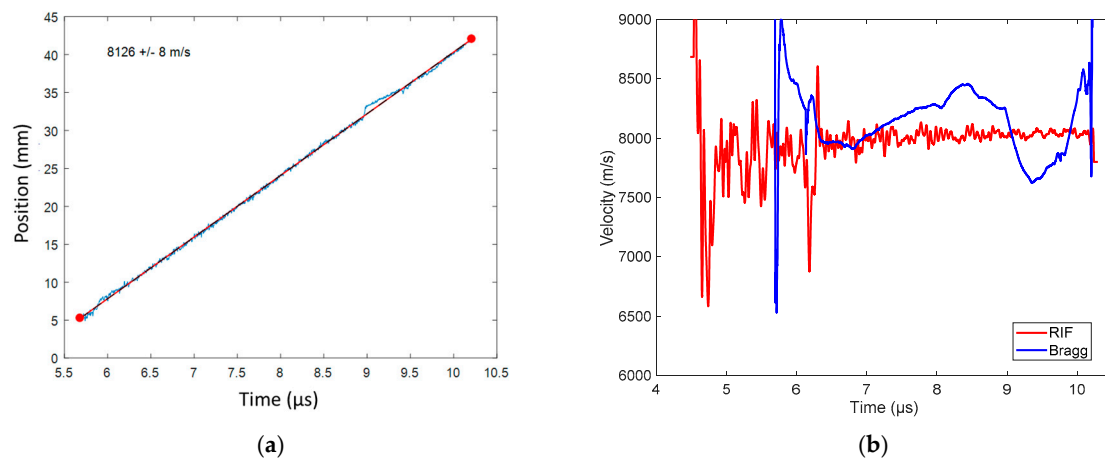 8126 +/- 8 m/s
Position (mm)
45
40
35
30
25
20
15
10
5
0
5.5 6 6.5 7 7.5 8 8.5 9 9.5 10 10.5
Time (µs)
(a)
Velocity (m/s)
9000
8500
8000
7500
7000
6500
6000
4 5 6 7 8 9 10
Time (µs)
RIF
Bragg
(b)